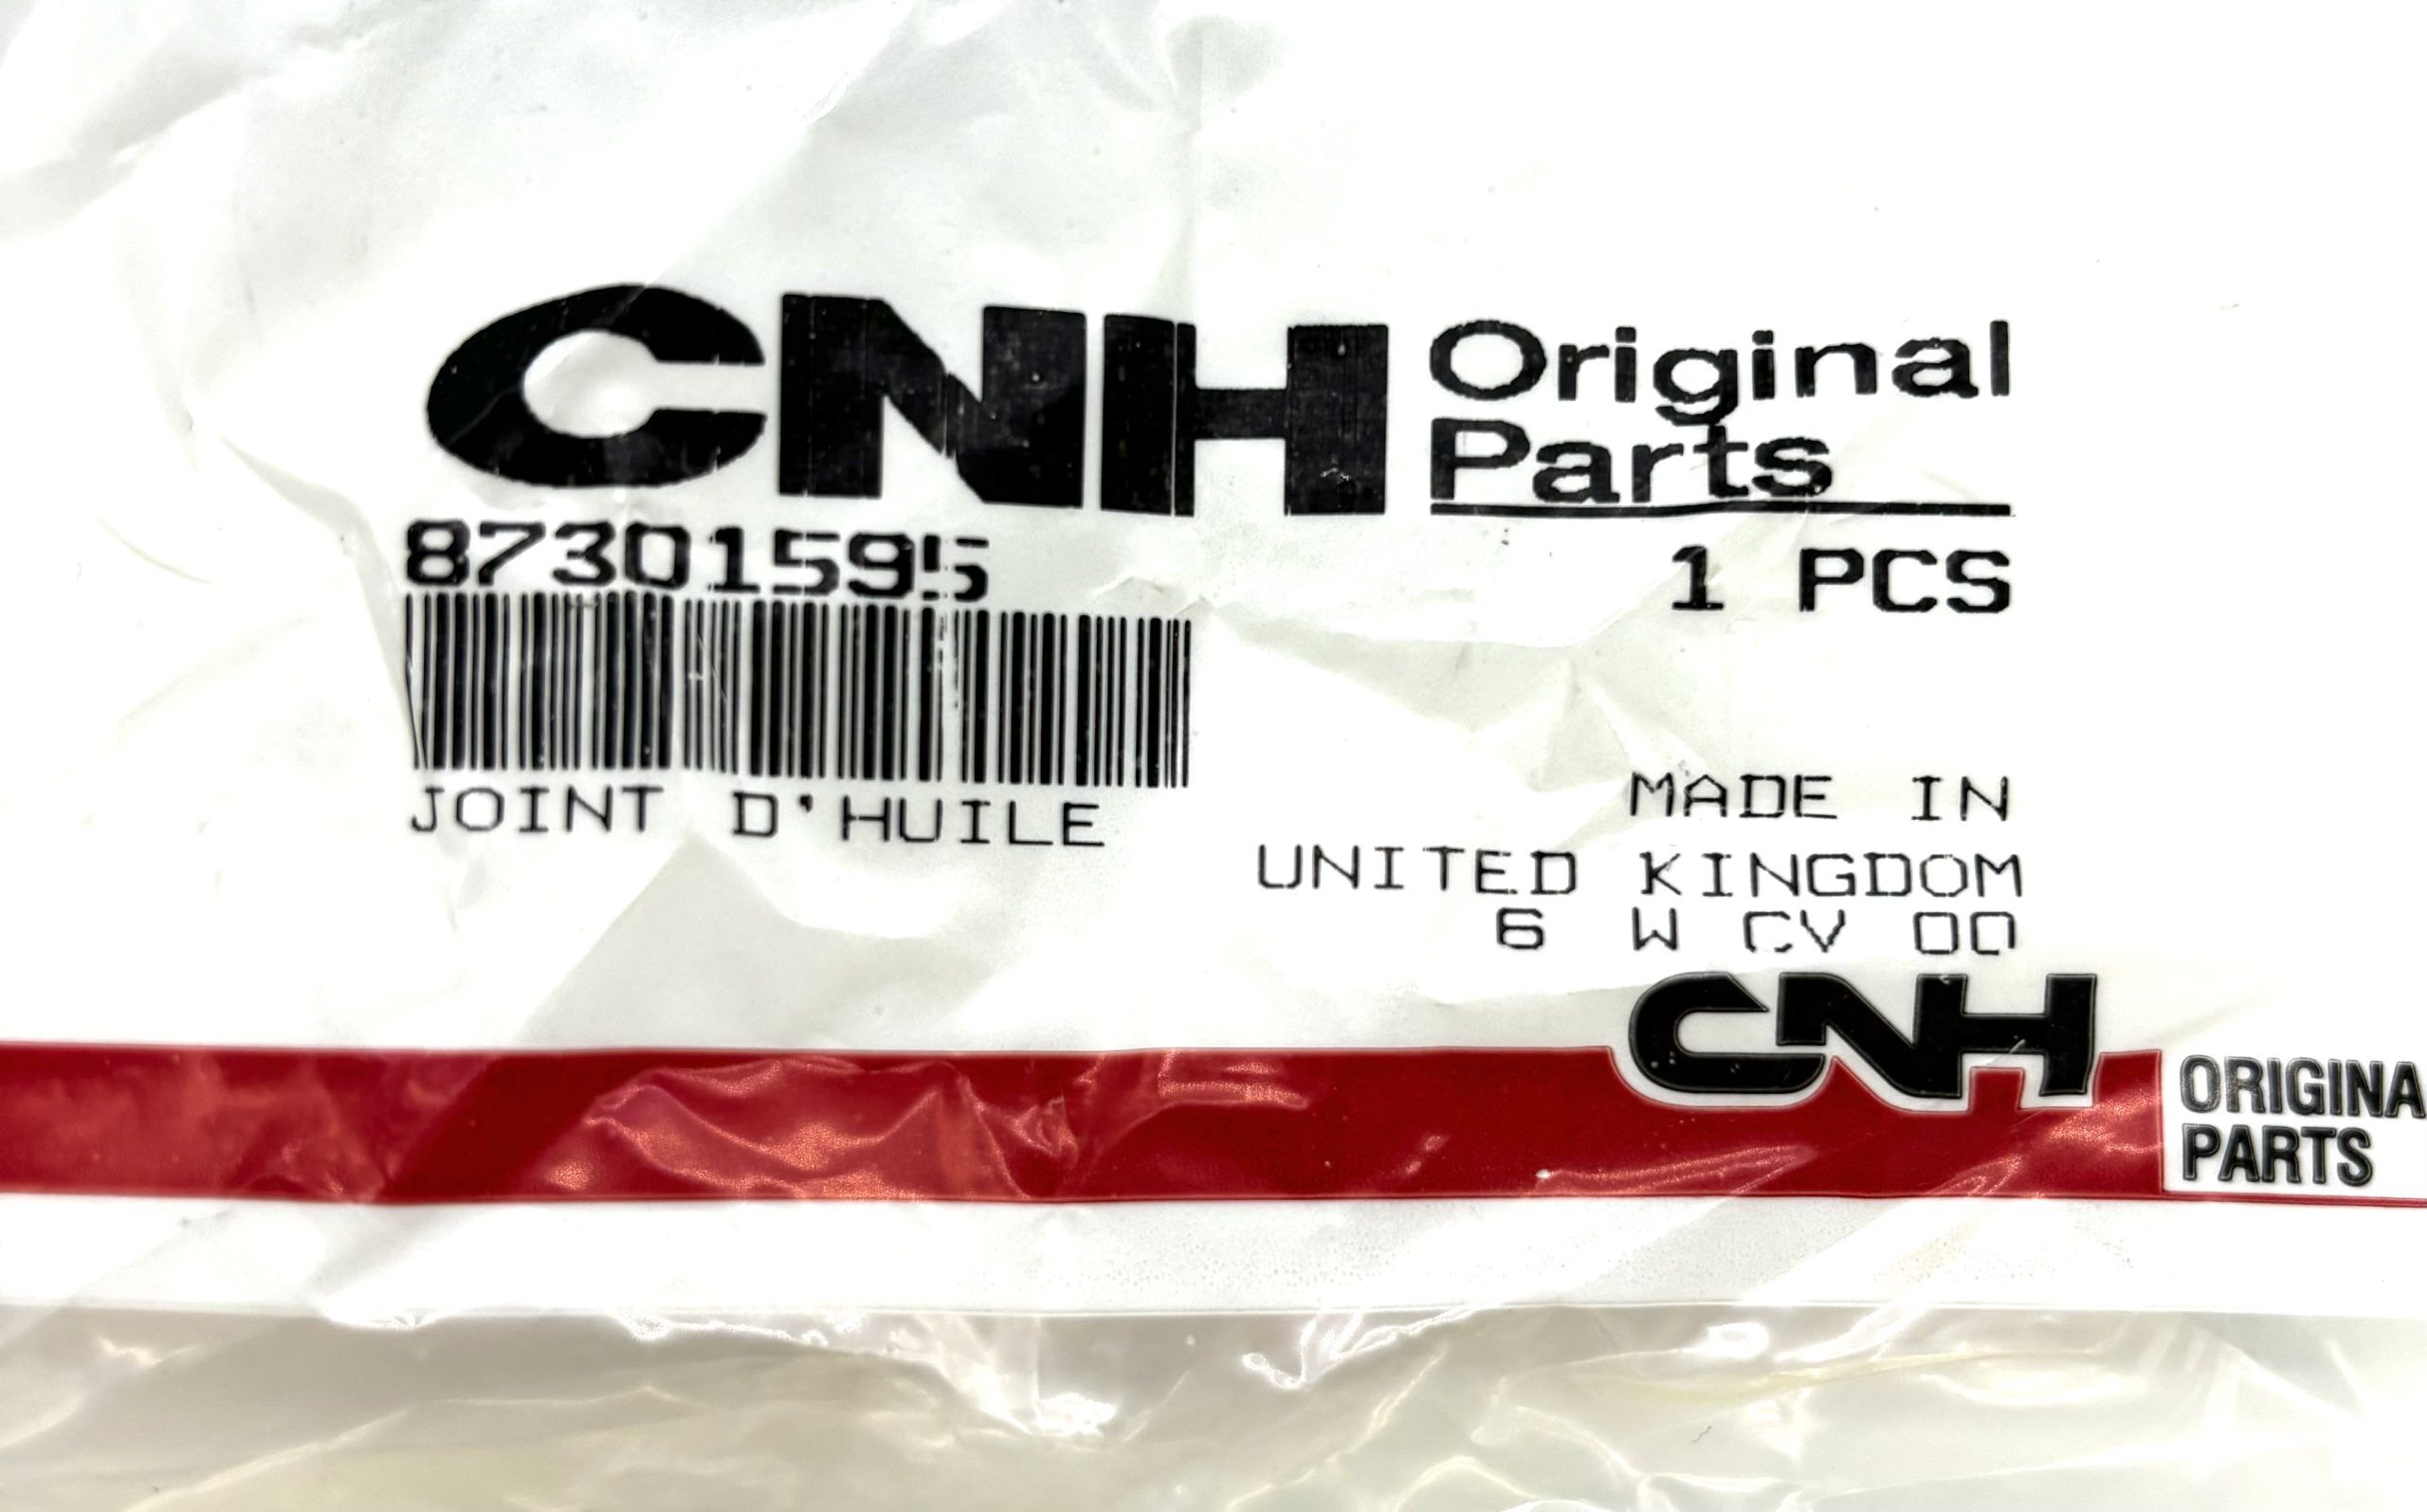 CNH Original
Parts
87301595
1 PCS
JOINT D'HUILE
MADE IN
UNITED KINGDOM
6 W CV 00
CNH
ORIGINA
PARTS